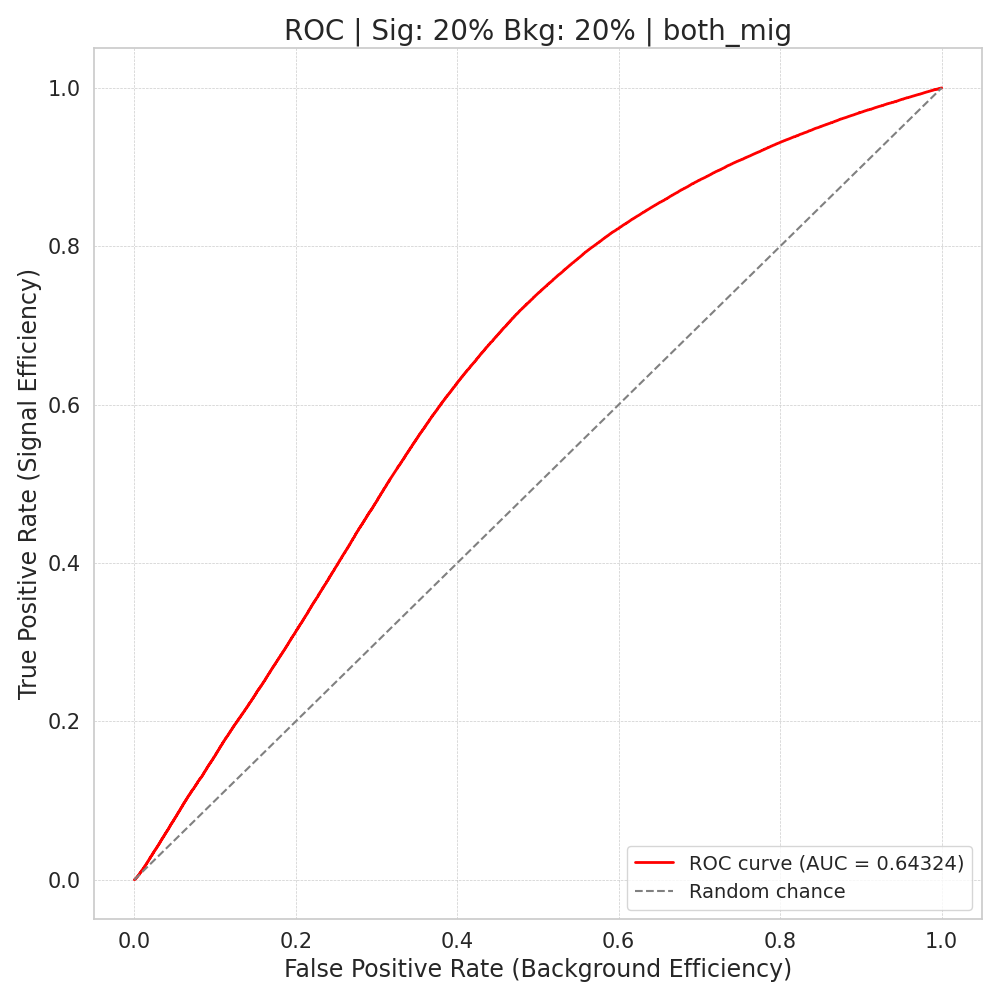 ROC | Sig: 20% Bkg: 20% | both_mig
True Positive Rate (Signal Efficiency)
1.0
0.8
0.6
0.4
0.2
0.0
ROC curve (AUC = 0.64324)
Random chance
0.0 0.2 0.4 0.6 0.8 1.0
False Positive Rate (Background Efficiency)